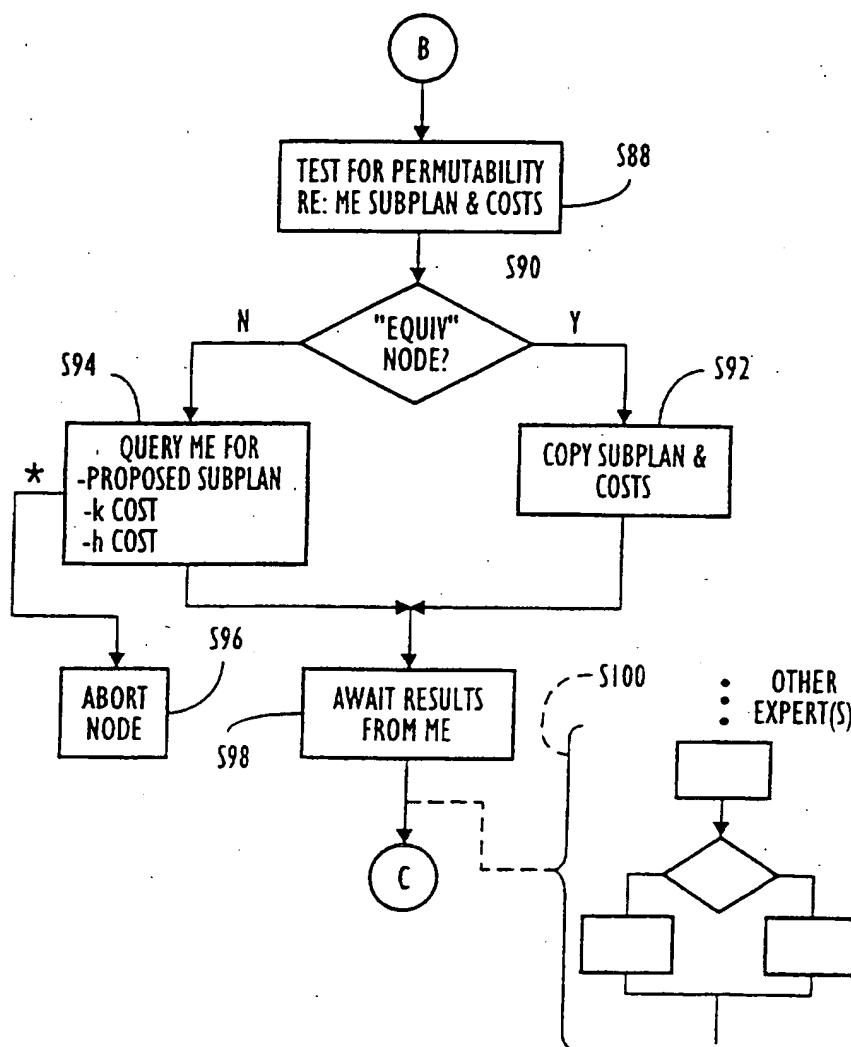 B
TEST FOR PERMUTABILITY
RE: ME SUBPLAN & COSTS
S88
S90
N
"EQUIV"
NODE?
Y
S94
S92
*
QUERY ME FOR
-PROPOSED SUBPLAN
-k COST
-h COST
COPY SUBPLAN &
COSTS
S96
ABORT
NODE
S98
AWAIT RESULTS
FROM ME
S100
OTHER
EXPERT(S)
C